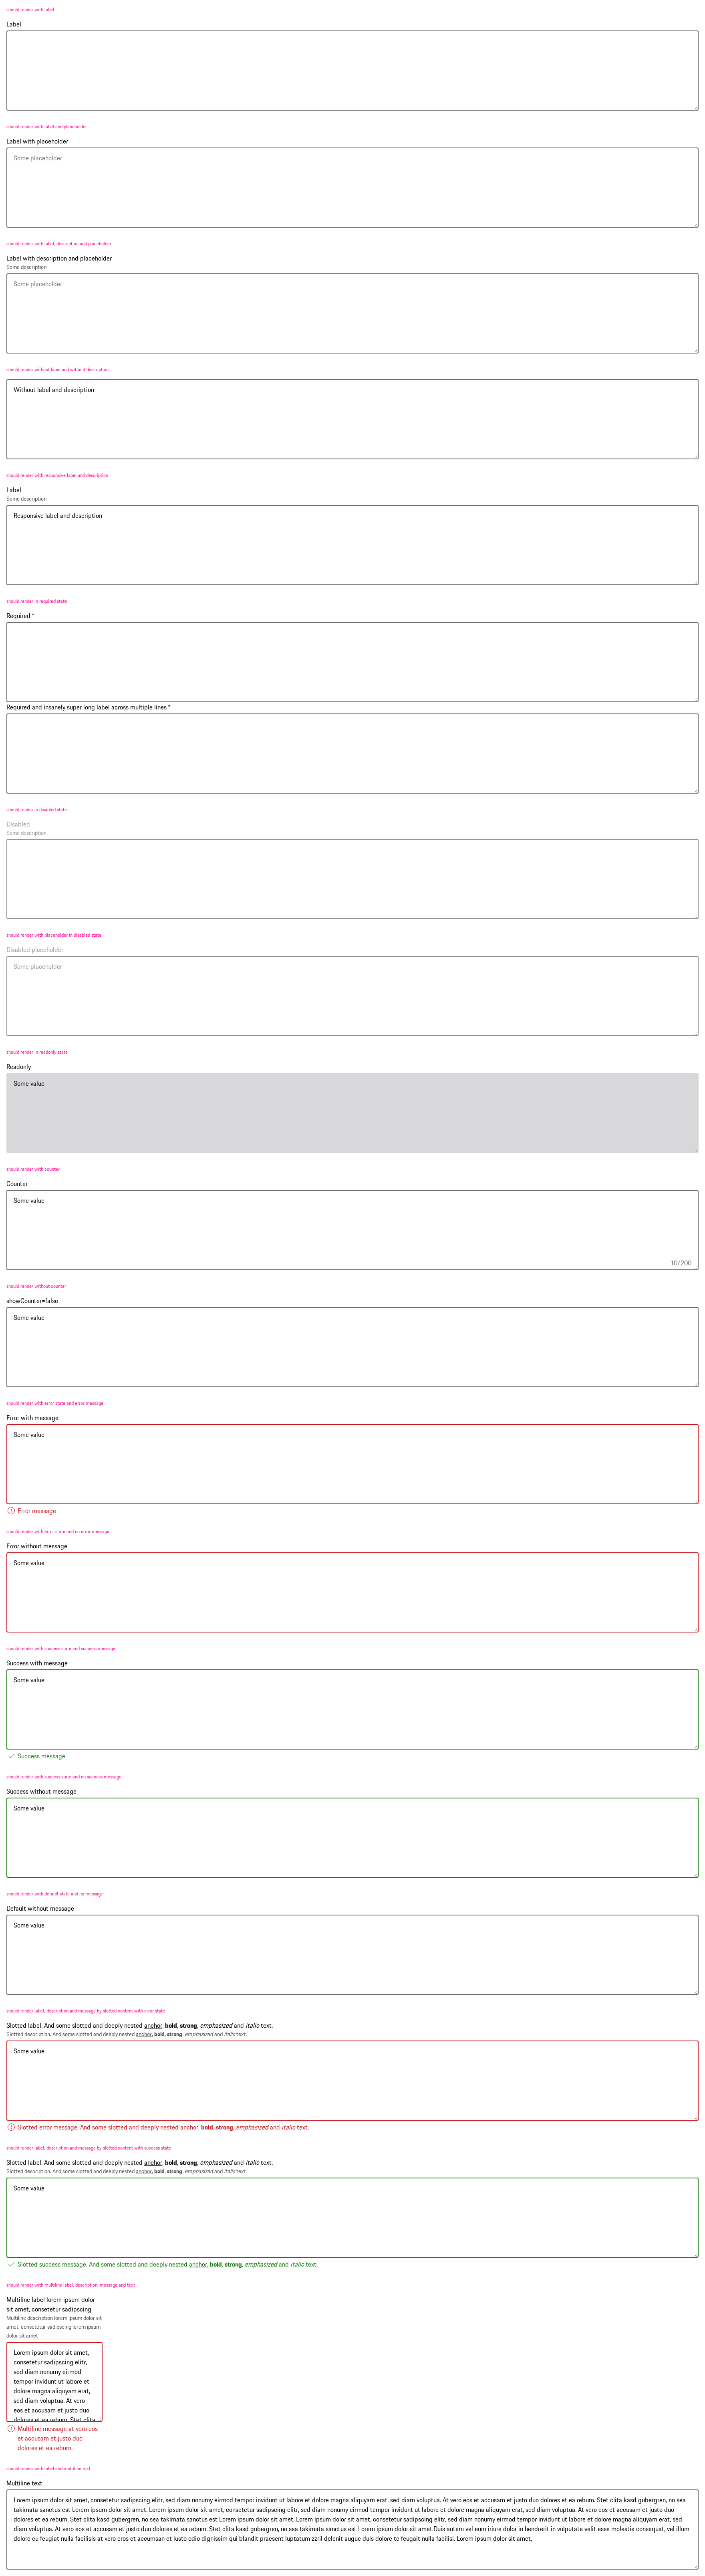 should render with label
Label
should render with label and placeholder
Label with placeholder
Some placeholder
should render with label, description and placeholder
Label with description and placeholder
Some description
Some placeholder
should render without label and without description
Without label and description
should render with responsive label and description
Label
Some description
Responsive label and description
should render in required state
Required *
Required and insanely super long label across multiple lines *
should render in disabled state
Disabled
Some description
should render with placeholder in disabled state
Disabled placeholder
Some placeholder
should render in readonly state
Readonly
Some value
should render with counter
Counter
Some value
10/200
should render without counter
showCounter=false
Some value
should render with error state and error message
Error with message
Some value
Error message
should render with error state and no error message
Error without message
Some value
should render with success state and success message
Success with message
Some value
Success message
should render with success state and no success message
Success without message
Some value
should render with default state and no message
Default without message
Some value
should render label, description and message by slotted content with error state
Slotted label. And some slotted and deeply nested anchor, bold, strong, emphasized and italic text.
Slotted description. And some slotted and deeply nested anchor, bold, strong, emphasized and italic text.
Some value
Slotted error message. And some slotted and deeply nested anchor, bold, strong, emphasized and italic text.
should render label, description and message by slotted content with success state
Slotted label. And some slotted and deeply nested anchor, bold, strong, emphasized and italic text.
Slotted description. And some slotted and deeply nested anchor, bold, strong, emphasized and italic text.
Some value
Slotted success message. And some slotted and deeply nested anchor, bold, strong, emphasized and italic text.
should render with multiline label, description, message and text
Multiline label lorem ipsum dolor
sit amet, consetetur sadipscing
Multiline description lorem ipsum dolor sit
amet, consetetur sadipscing lorem ipsum
dolor sit amet
Lorem ipsum dolor sit amet,
consetetur sadipscing elitr,
sed diam nonumy eirmod
tempor invidunt ut labore et
dolore magna aliquyam erat,
sed diam voluptua. At vero
eos et accusam et justo duo
dolores et ea rebum. Stet clita
Multiline message at vero eos
et accusam et justo duo
dolores et ea rebum.
should render with label and multiline text
Multiline text
Lorem ipsum dolor sit amet, consetetur sadipscing elitr, sed diam nonumy eirmod tempor invidunt ut labore et dolore magna aliquyam erat, sed diam voluptua. At vero eos et accusam et justo duo dolores et ea rebum. Stet clita kasd gubergren, no sea
takimata sanctus est Lorem ipsum dolor sit amet. Lorem ipsum dolor sit amet, consetetur sadipscing elitr, sed diam nonumy eirmod tempor invidunt ut labore et dolore magna aliquyam erat, sed diam voluptua. At vero eos et accusam et justo duo
dolores et ea rebum. Stet clita kasd gubergren, no sea takimata sanctus est Lorem ipsum dolor sit amet. Lorem ipsum dolor sit amet, consetetur sadipscing elitr, sed diam nonumy eirmod tempor invidunt ut labore et dolore magna aliquyam erat, sed
diam voluptua. At vero eos et accusam et justo duo dolores et ea rebum. Stet clita kasd gubergren, no sea takimata sanctus est Lorem ipsum dolor sit amet.Duis autem vel eum iriure dolor in hendrerit in vulputate velit esse molestie consequat, vel illum
dolore eu feugiat nulla facilisis at vero eros et accumsan et iusto odio dignissim qui blandit praesent luptatum zzril delenit augue duis dolore te feugait nulla facilisi. Lorem ipsum dolor sit amet,